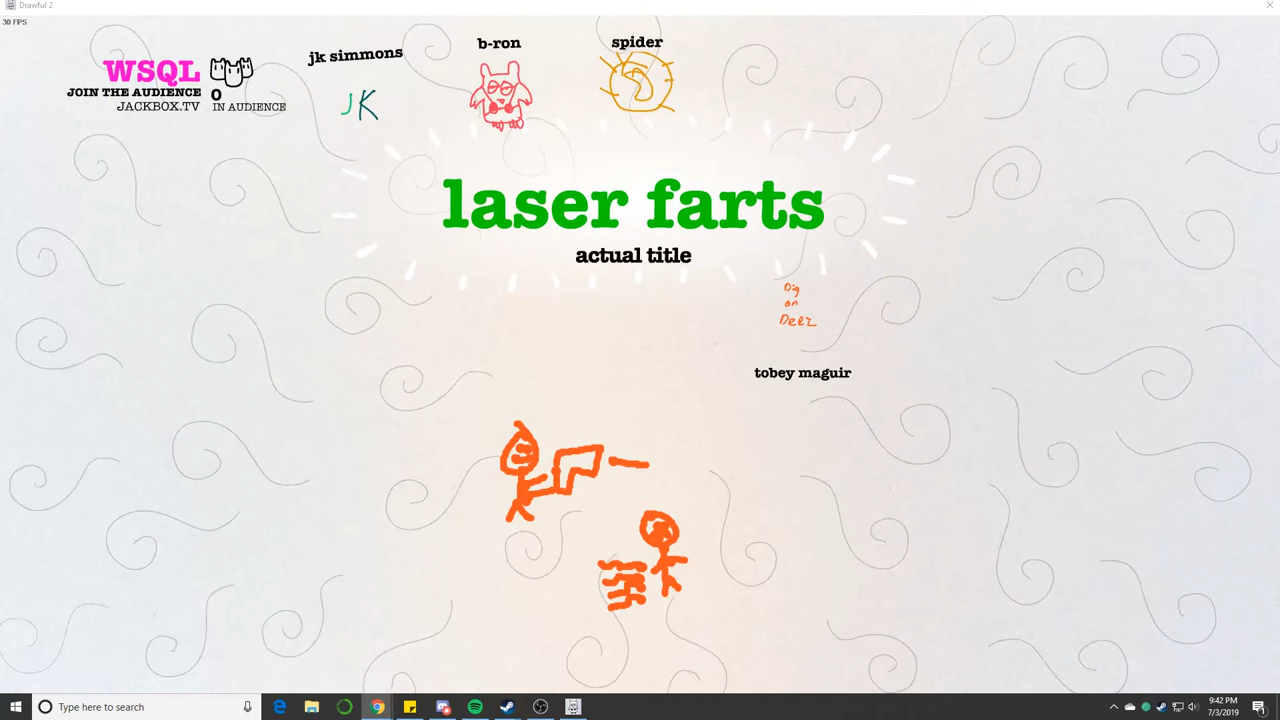 Drawful 2
30 FPS
WSQL
JOIN THE AUDIENCE
JACKBOX.TV
0
IN AUDIENCE
jk simmons
JK
b-ron
spider
laser farts
actual title
Dig
on
Deez
tobey maguir
Type here to search
9:42 PM
7/3/2019